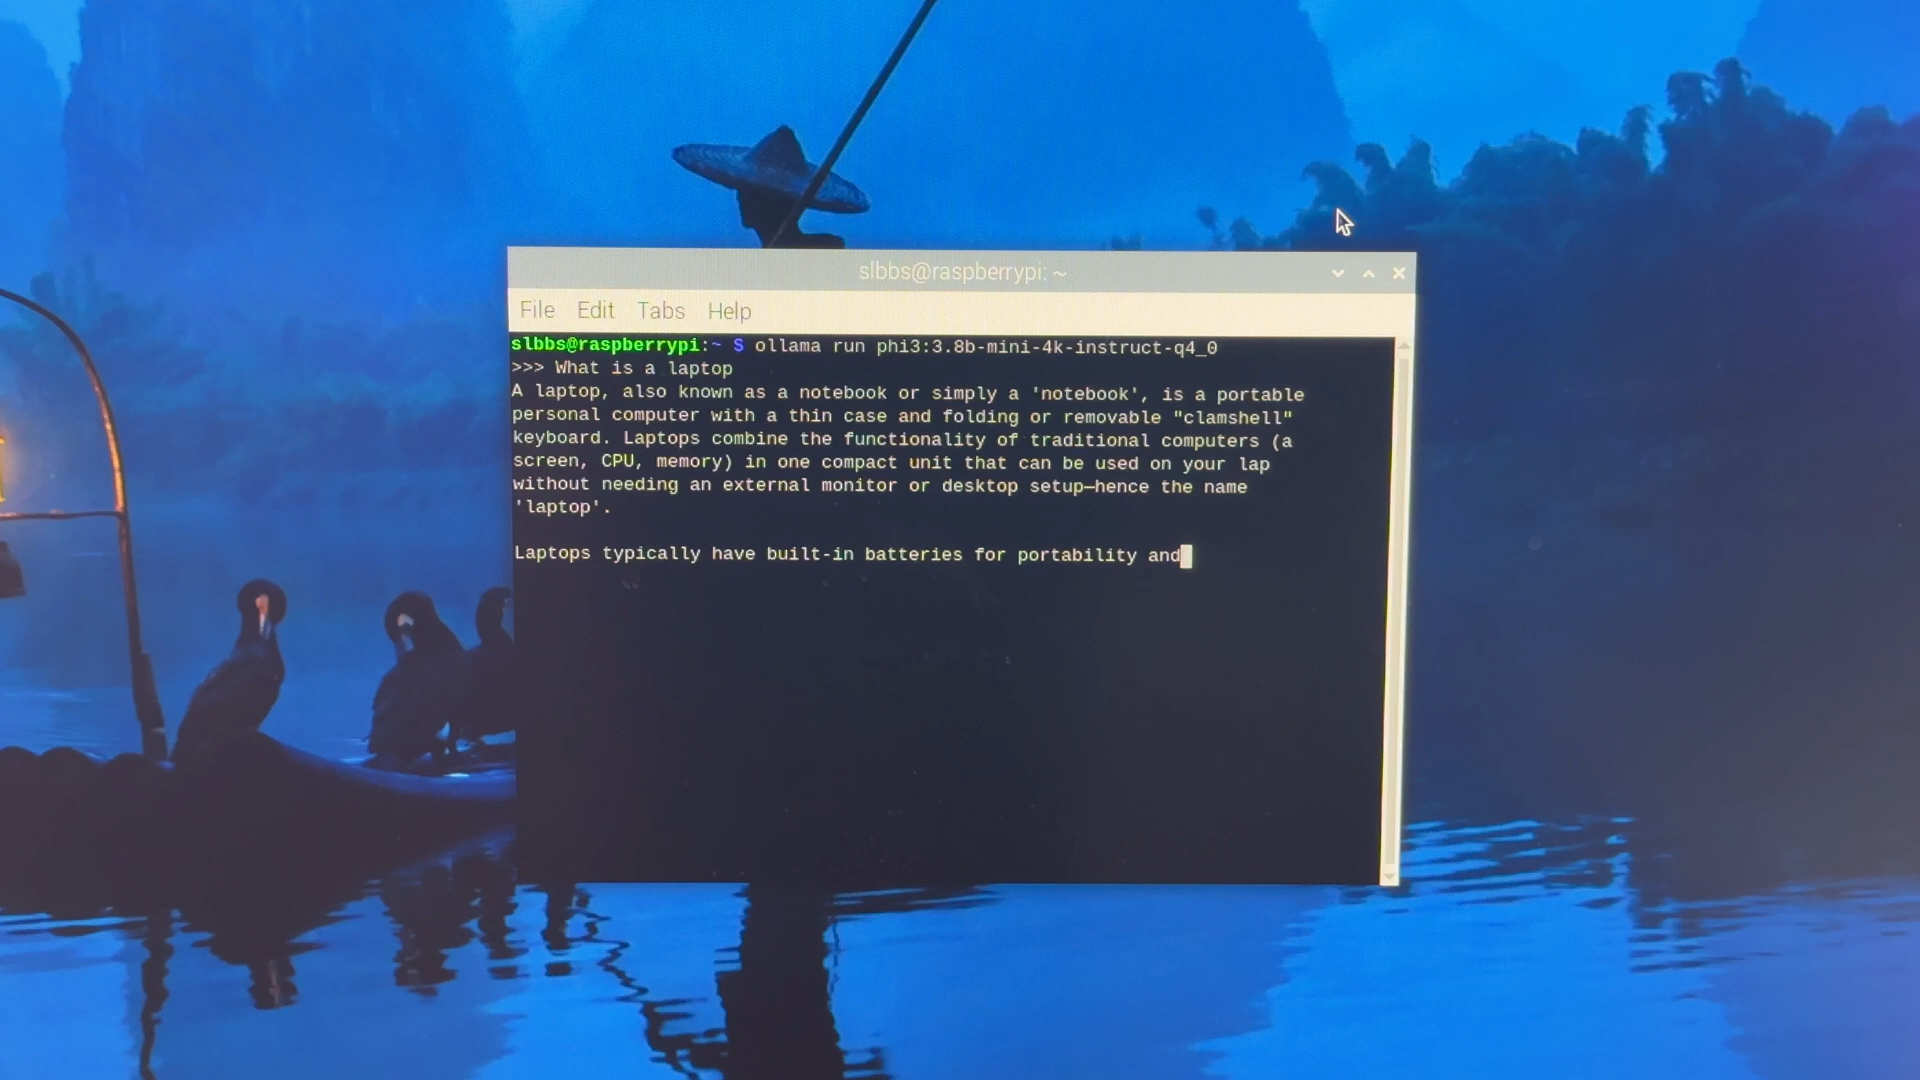 slbbs@raspberrypi: ~
File Edit Tabs Help
slbbs@raspberrypi:~ $ ollama run phi3:3.8b-mini-4k-instruct-q4_0
>>> What is a laptop
A laptop, also known as a notebook or simply a 'notebook', is a portable
personal computer with a thin case and folding or removable "clamshell"
keyboard. Laptops combine the functionality of traditional computers (a
screen, CPU, memory) in one compact unit that can be used on your lap
without needing an external monitor or desktop setup—hence the name
'laptop'.
Laptops typically have built-in batteries for portability and